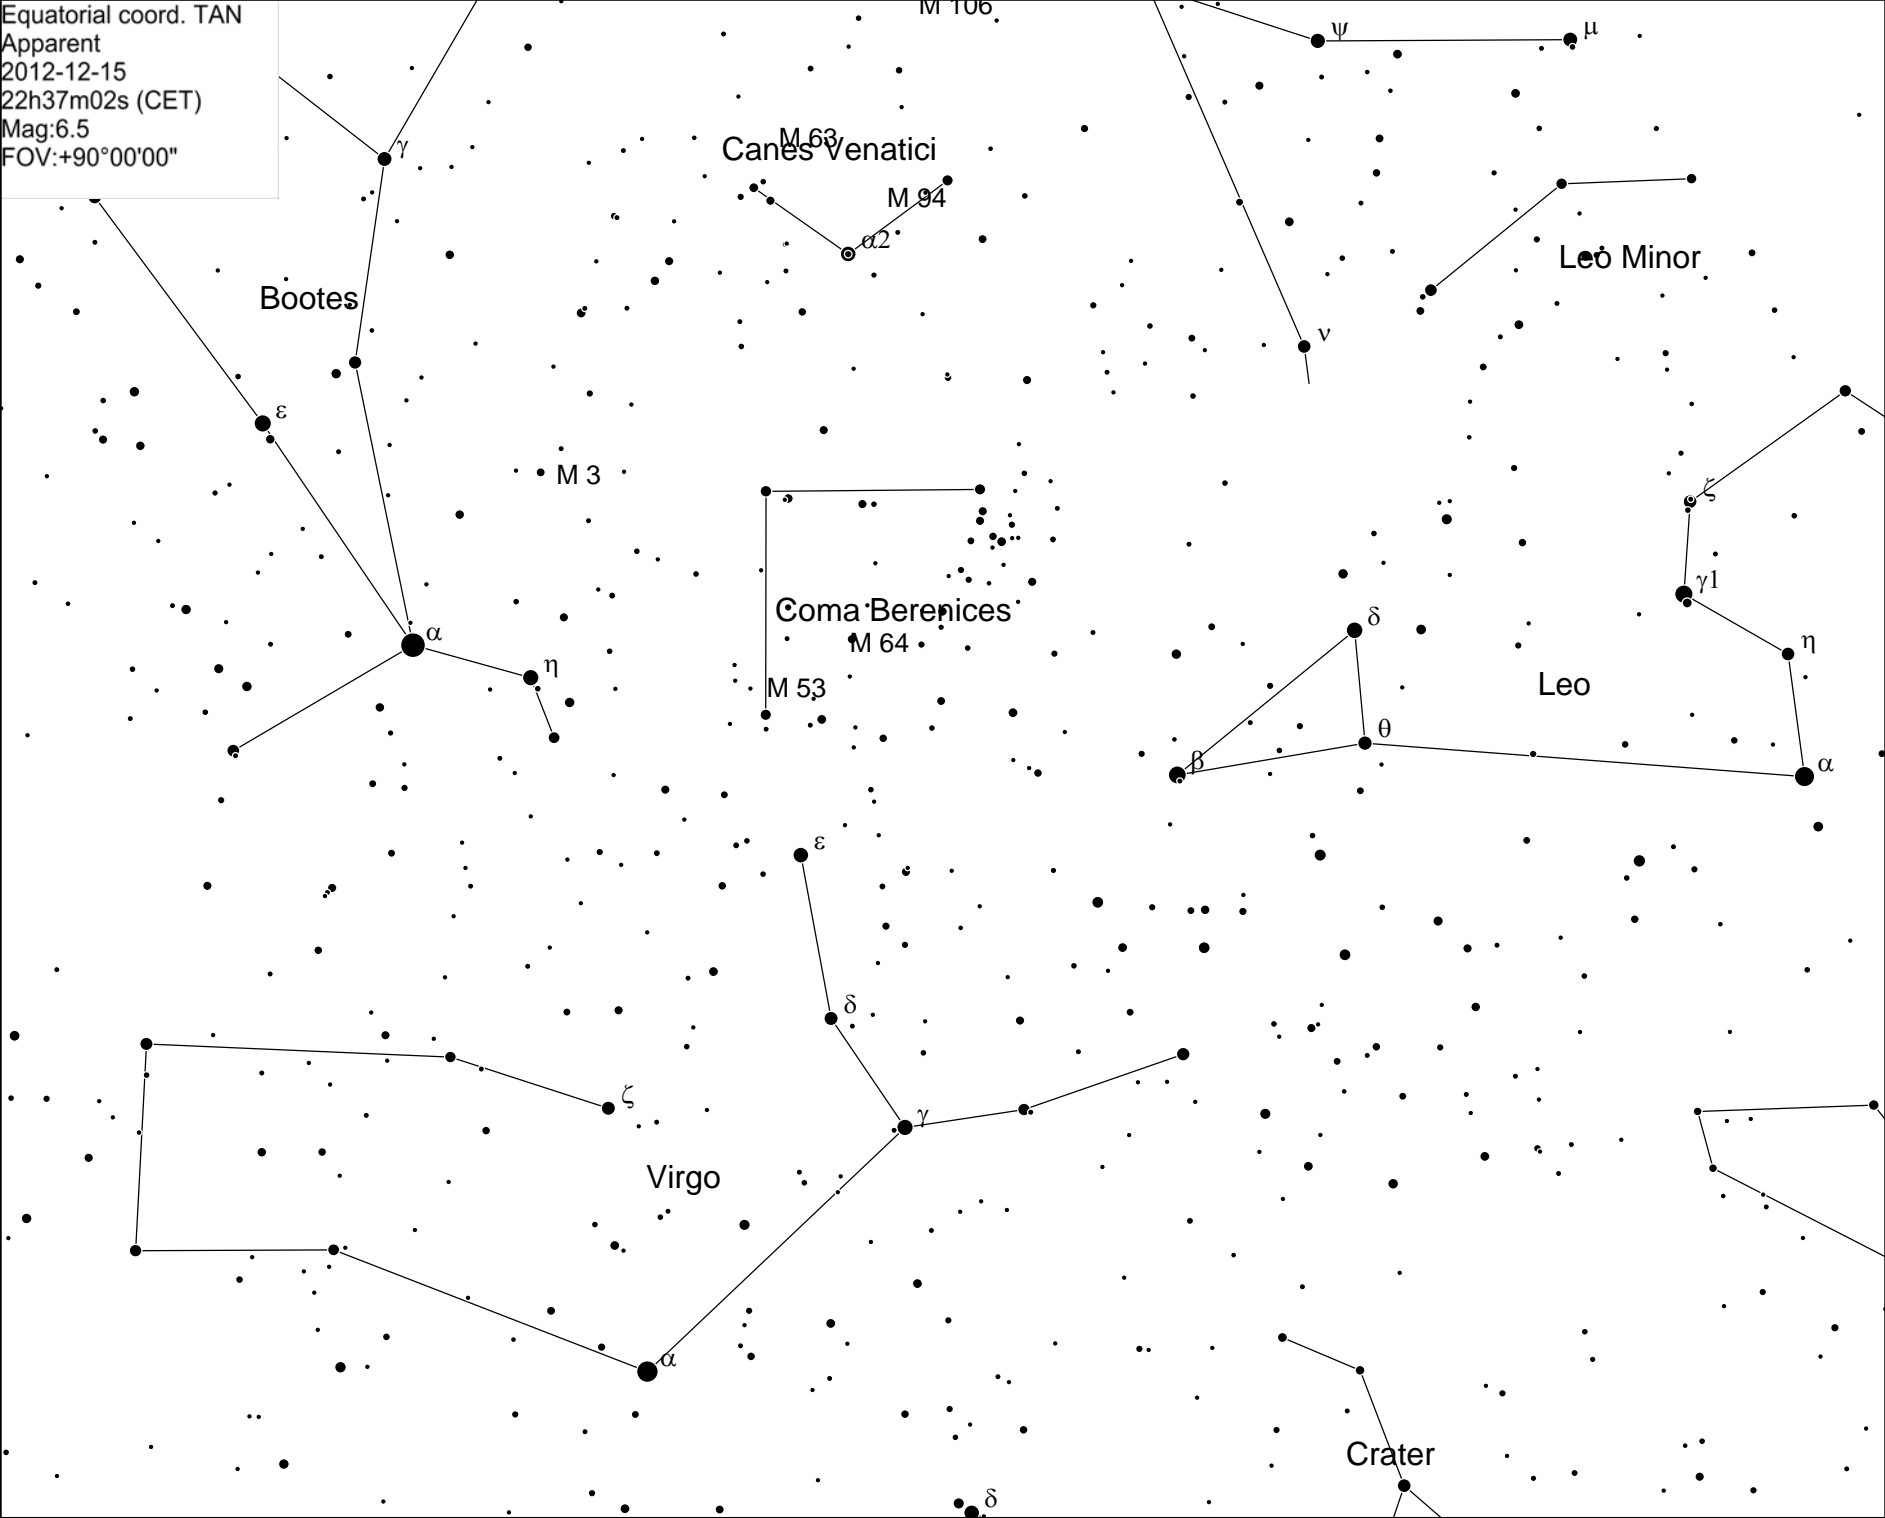 Equatorial coord. TAN
Apparent
2012-12-15
22h37m02s (CET)
Mag:6.5
FOV:+90°00'00"
M 106
ψ
μ
γ
M 63
Canes Venatici
M 94
α2
Leo Minor
Bootes
ν
ε
M 3
ζ
γ1
Coma Berenices
δ
α
M 64
η
η
Leo
M 53
θ
β
α
ε
δ
ζ
γ
Virgo
α
Crater
δ